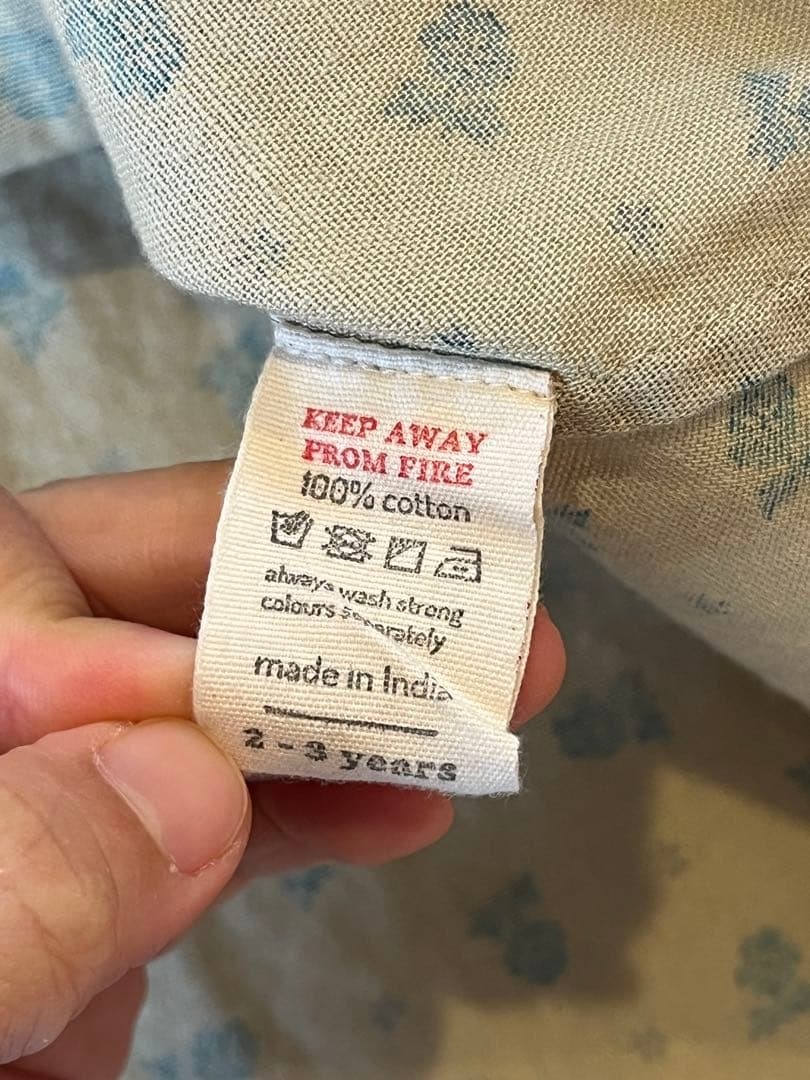 KEEP AWAY
FROM FIRE
100% cotton
always wash strong
colours separately
made in India
2 - 3 years